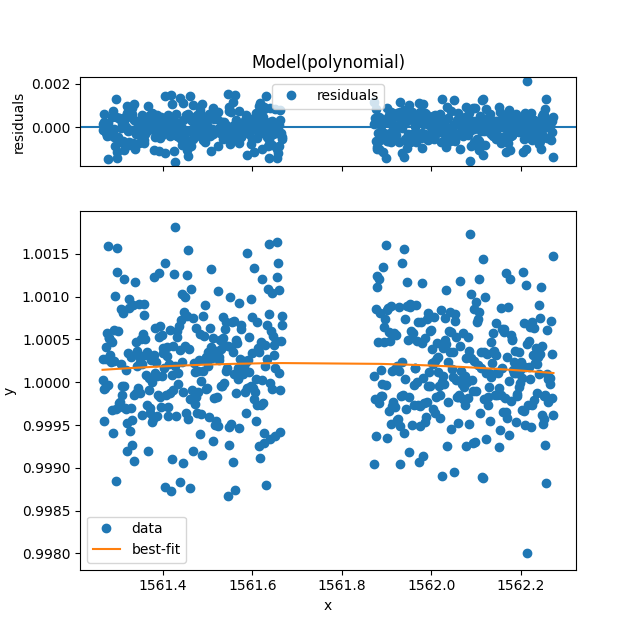 Model(polynomial)
residuals
0.002
0.000
residuals
y
1.0015
1.0010
1.0005
1.0000
0.9995
0.9990
0.9985
0.9980
data
best-fit
1561.4 1561.6 1561.8 1562.0 1562.2
x